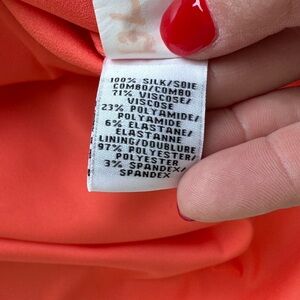 100% SILK/SOIE
COMBO/COMBO
71% VISCOSE/
VISCOSE
23% POLYAMIDE/
POLYAMIDE
6% ELASTANE/
ELASTANNE
LINING/DOUBLURE
97% POLYESTER/
POLYESTER
3% SPANDEX/
SPANDEX